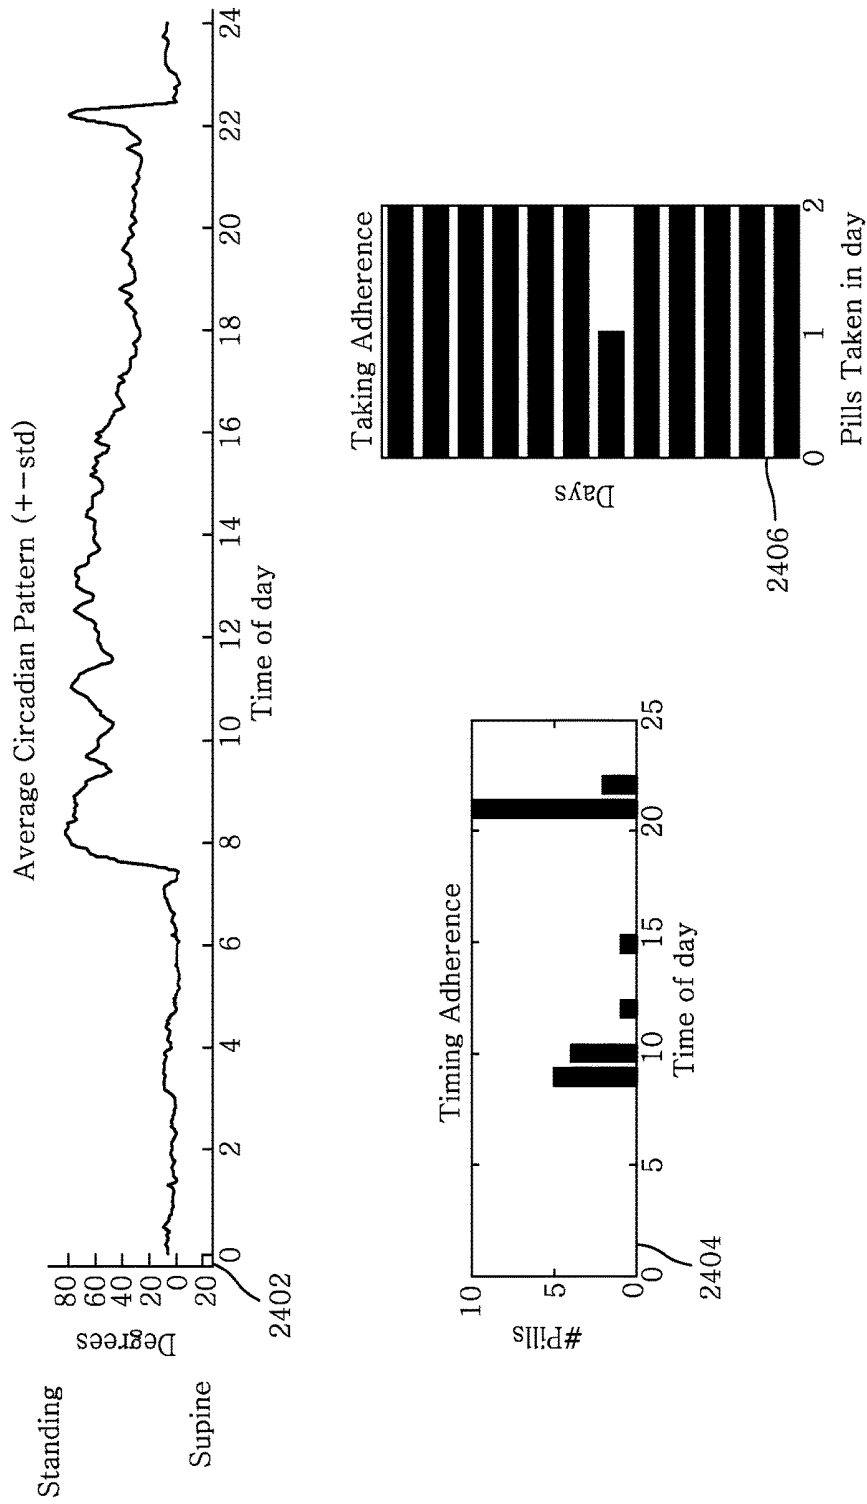 Average Circadian Pattern (+−std)
Standing
Supine
Degrees
80
60
40
20
0
20
0 2 4 6 8 10 12 14 16 18 20 22 24
Time of day
2402
Timing Adherence
#Pills
10
5
0
0 5 10 15 20 25
Time of day
2404
Taking Adherence
Days
0 1 2
Pills Taken in day
2406